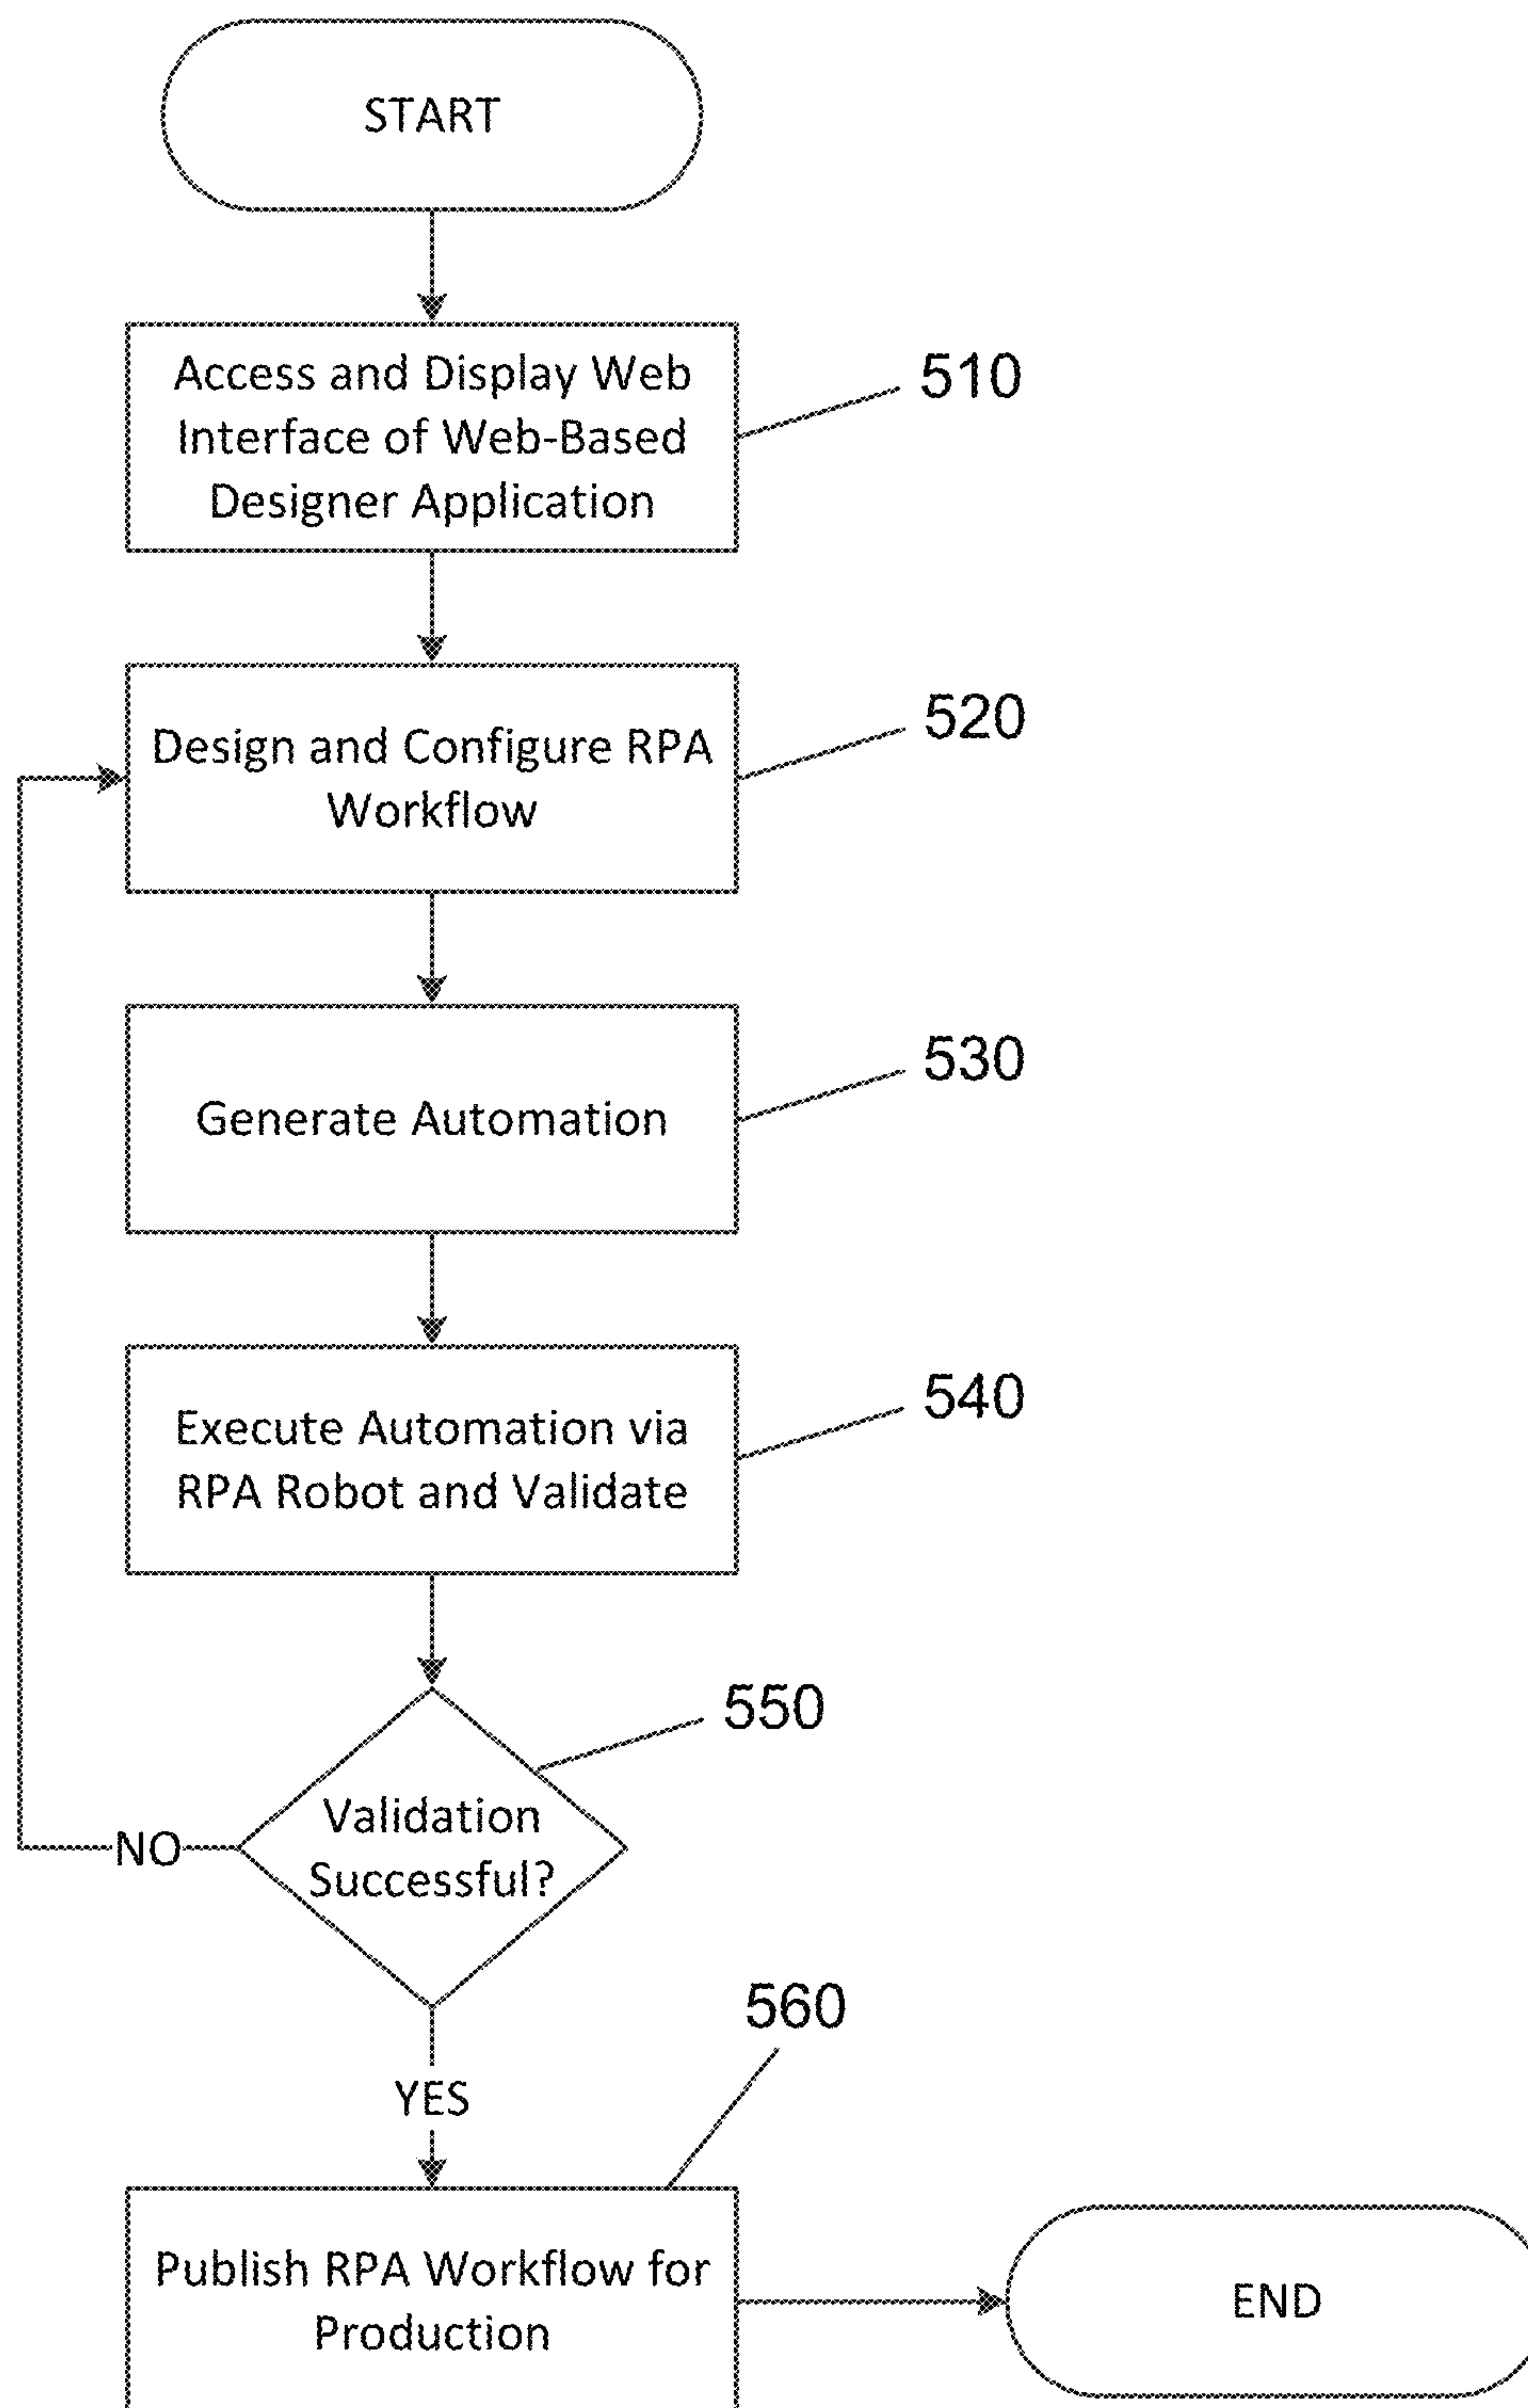 START
Access and Display Web
Interface of Web-Based
Designer Application
510
Design and Configure RPA
Workflow
520
Generate Automation
530
Execute Automation via
RPA Robot and Validate
540
Validation
Successful?
550
NO
YES
560
Publish RPA Workflow for
Production
END